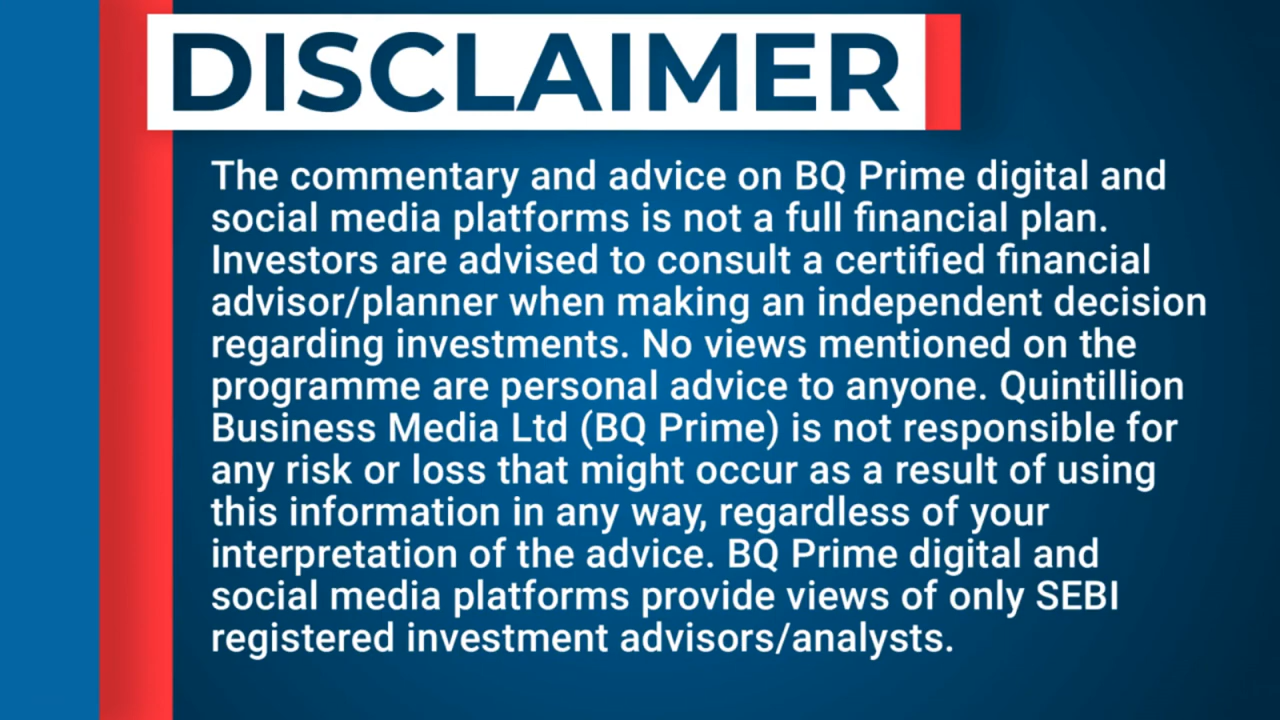 DISCLAIMER
The commentary and advice on BQ Prime digital and
social media platforms is not a full financial plan.
Investors are advised to consult a certified financial
advisor/planner when making an independent decision
regarding investments. No views mentioned on the
programme are personal advice to anyone. Quintillion
Business Media Ltd (BQ Prime) is not responsible for
any risk or loss that might occur as a result of using
this information in any way, regardless of your
interpretation of the advice. BQ Prime digital and
social media platforms provide views of only SEBI
registered investment advisors/analysts.